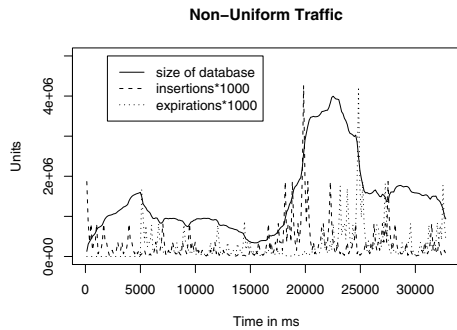 Non−Uniform Traffic
size of database
insertions*1000
expirations*1000
Units
4e+06
2e+06
0e+00
0 5000 10000 15000 20000 25000 30000
Time in ms